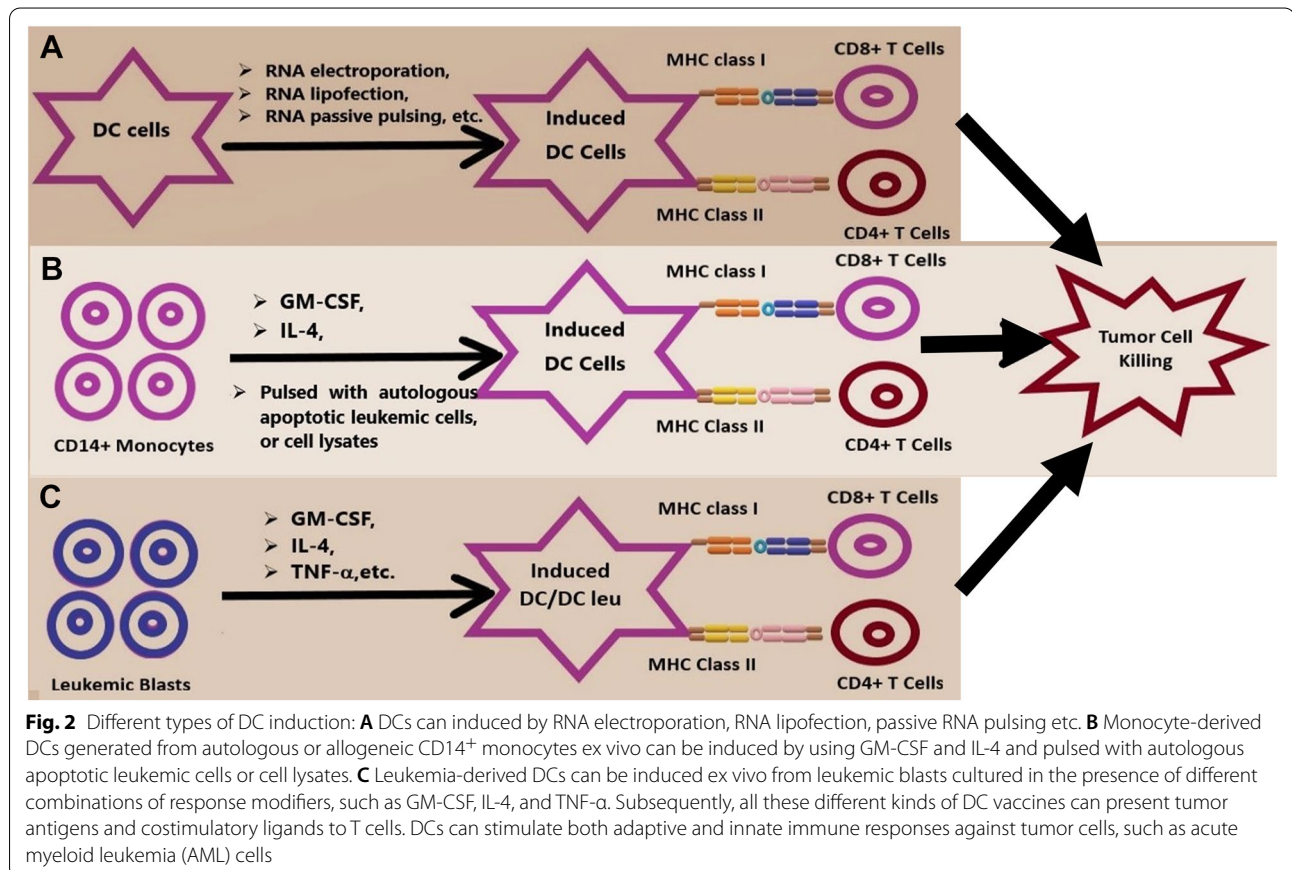 A
DC cells
➢ RNA electroporation,
➢ RNA lipofection,
➢ RNA passive pulsing, etc.
Induced
DC Cells
MHC class I
CD8+ T Cells
MHC Class II
CD4+ T Cells
B
CD14+ Monocytes
➢ GM-CSF,
➢ IL-4,
➢ Pulsed with autologous
apoptotic leukemic cells,
or cell lysates
Induced
DC Cells
MHC class I
CD8+ T Cells
MHC Class II
CD4+ T Cells
Tumor Cell
Killing
C
Leukemic Blasts
➢ GM-CSF,
➢ IL-4,
➢ TNF-α,etc.
Induced
DC/DC leu
MHC class I
CD8+ T Cells
MHC Class II
CD4+ T Cells
Fig. 2 Different types of DC induction: A DCs can induced by RNA electroporation, RNA lipofection, passive RNA pulsing etc. B Monocyte-derived
DCs generated from autologous or allogeneic CD14+ monocytes ex vivo can be induced by using GM-CSF and IL-4 and pulsed with autologous
apoptotic leukemic cells or cell lysates. C Leukemia-derived DCs can be induced ex vivo from leukemic blasts cultured in the presence of different
combinations of response modifiers, such as GM-CSF, IL-4, and TNF-α. Subsequently, all these different kinds of DC vaccines can present tumor
antigens and costimulatory ligands to T cells. DCs can stimulate both adaptive and innate immune responses against tumor cells, such as acute
myeloid leukemia (AML) cells